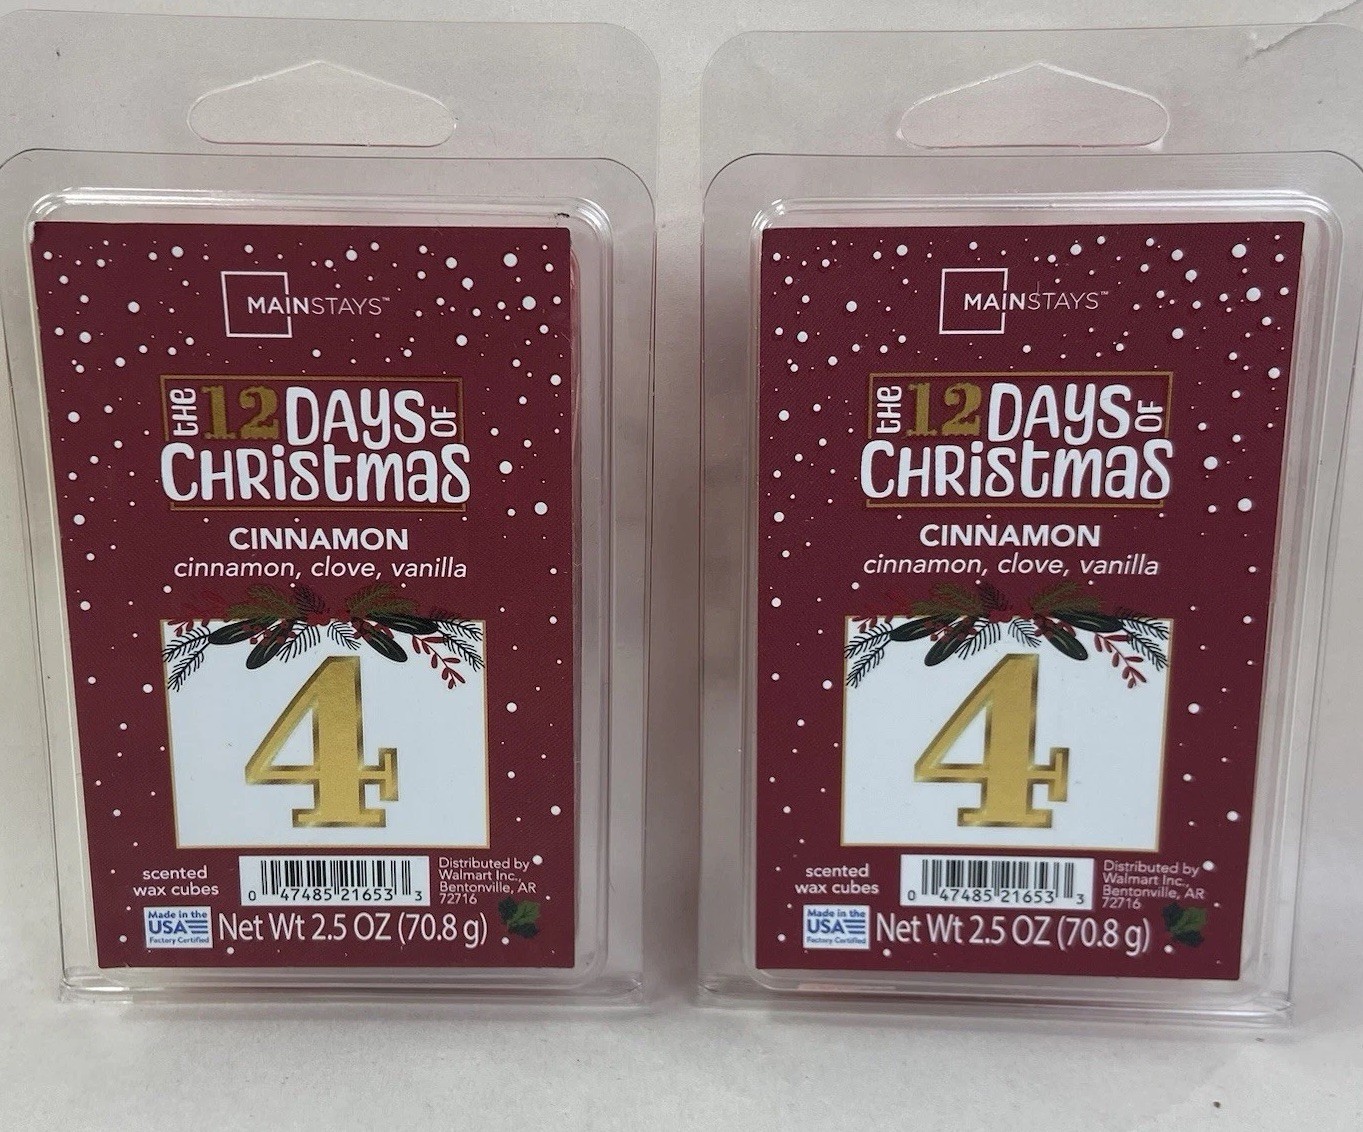 MAINSTAYS™
THE 12 DAYS OF
CHRiStmaS
CINNAMON
cinnamon, clove, vanilla
4
scented
wax cubes
0 47485 21653 3
Distributed by
Walmart Inc.,
Bentonville, AR
72716
Made in the
USA
Factory Certified
Net Wt 2.5 OZ (70.8 g)
MAINSTAYS™
THE 12 DAYS OF
CHRiStmaS
CINNAMON
cinnamon, clove, vanilla
4
scented
wax cubes
0 47485 21653 3
Distributed by
Walmart Inc.,
Bentonville, AR
72716
Made in the
USA
Factory Certified
Net Wt 2.5 OZ (70.8 g)